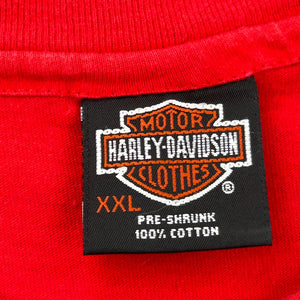 MOTOR
HARLEY-DAVIDSON
CLOTHES
®
XXL
PRE-SHRUNK
100% COTTON